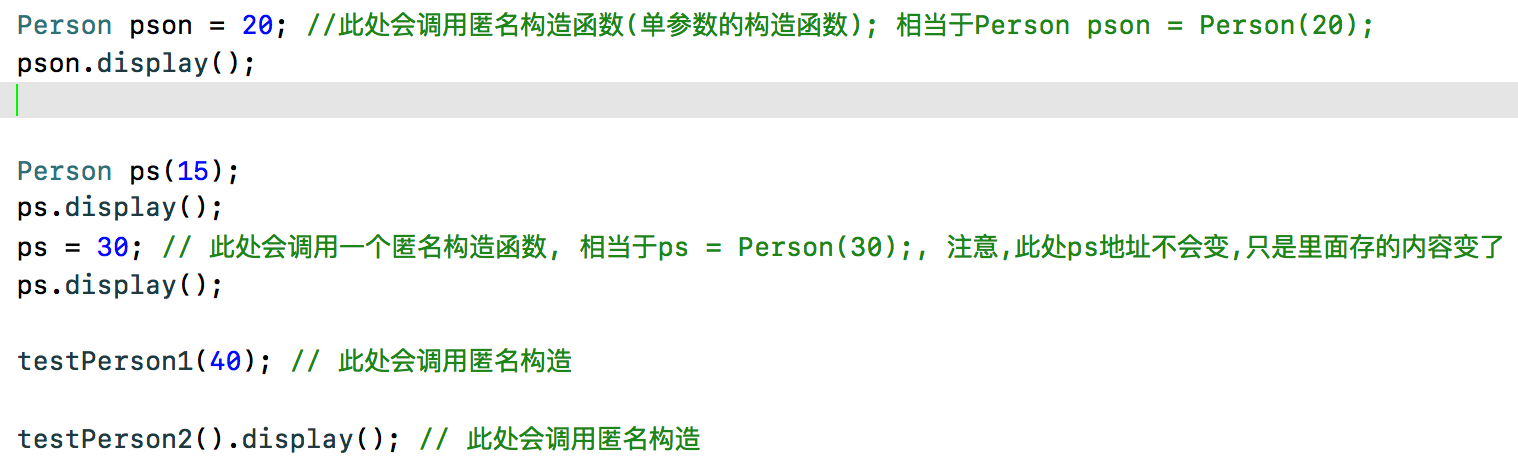 Person pson = 20; //此处会调用匿名构造函数(单参数的构造函数); 相当于Person pson = Person(20);
pson.display();
Person ps(15);
ps.display();
ps = 30; // 此处会调用一个匿名构造函数, 相当于ps = Person(30);, 注意,此处ps地址不会变,只是里面存的内容变了
ps.display();
testPerson1(40); // 此处会调用匿名构造
testPerson2().display(); // 此处会调用匿名构造